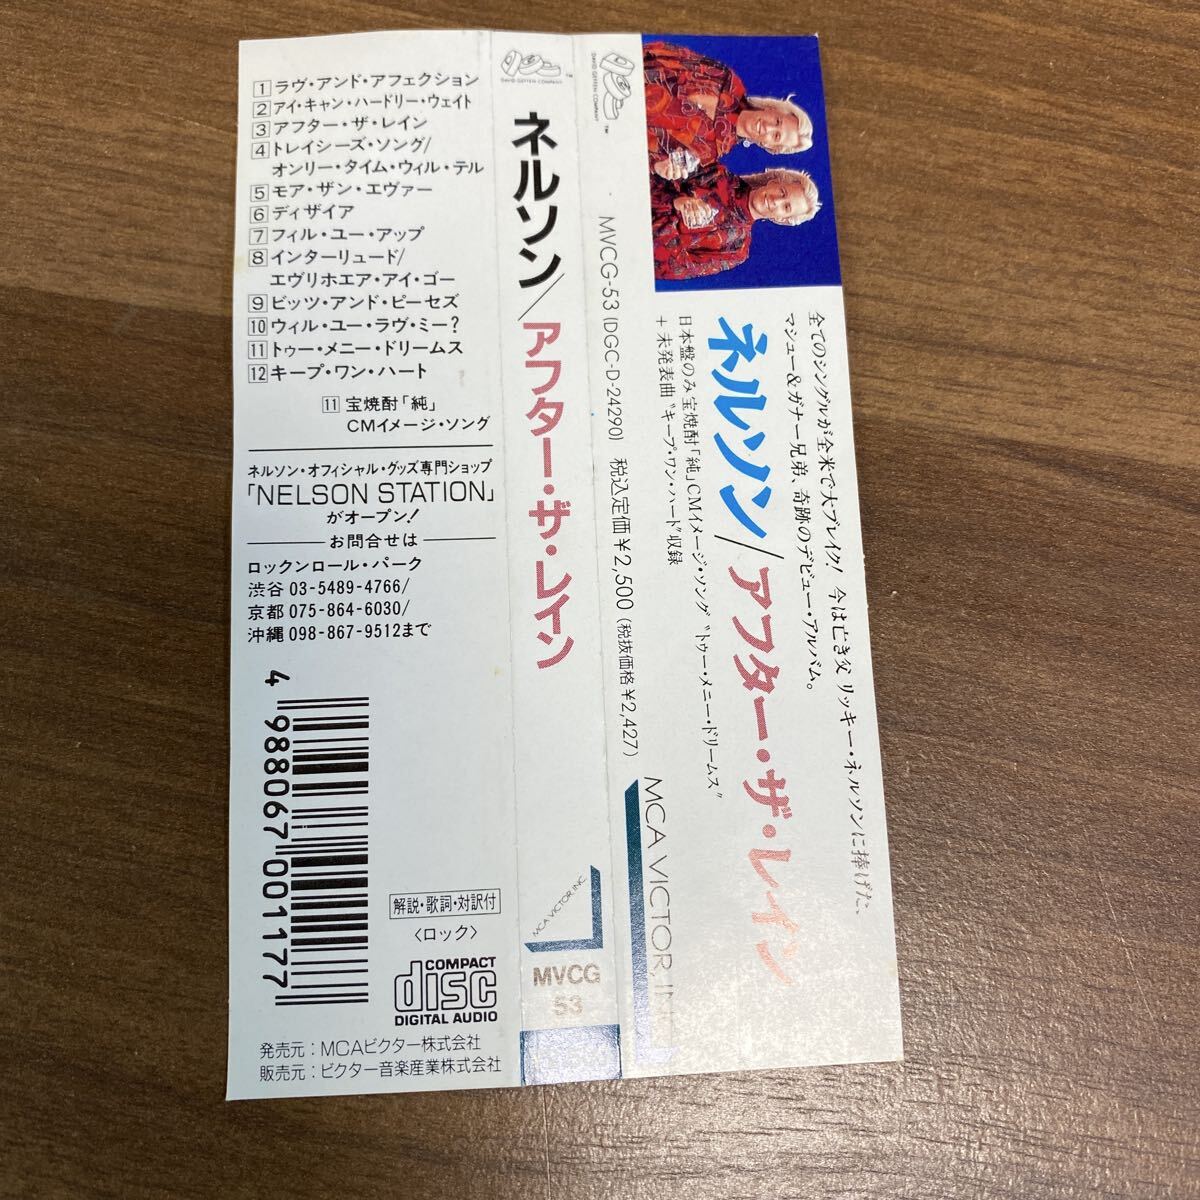 DAVID GEFFEN COMPANY
TM
1 ラヴ・アンド・アフェクション
2 アイ・キャン・ハードリー・ウェイト
3 アフター・ザ・レイン
4 トレイシーズ・ソング/
オンリー・タイム・ウィル・テル
5 モア・ザン・エヴァー
6 ディザイア
7 フィル・ユー・アップ
8 インターリュード/
エヴリホエア・アイ・ゴー
9 ビッツ・アンド・ピーセズ
10 ウィル・ユー・ラヴ・ミー?
11 トゥー・メニー・ドリームス
12 キープ・ワン・ハート
11 宝焼酎「純」
CMイメージ・ソング
ネルソン・オフィシャル・グッズ専門ショップ
「NELSON STATION」
がオープン!
お問合せは
ロックンロール・パーク
渋谷 03-5489-4766/
京都 075-864-6030/
沖縄 098-867-9512まで
4 988067 001177
解説・歌詞・対訳付
〈ロック〉
COMPACT
disc
DIGITAL AUDIO
発売元:MCAビクター株式会社
販売元:ビクター音楽産業株式会社
ネルソン/アフター・ザ・レイン
MCA VICTOR, INC.
MVCG
53
DAVID GEFFEN COMPANY
TM
MVCG-53 (DGC-D-24290) 税込定価¥2,500 (税抜価格¥2,427)
MCA VICTOR, INC.
全てのシングルが全米で大ブレイク! 今は亡き父 リッキー・ネルソンに捧げた、
マシュー&ガナー兄弟、奇跡のデビュー・アルバム。
ネルソン/アフター・ザ・レイン
日本盤のみ宝焼酎「純」CMイメージ・ソング“トゥー・メニー・ドリームス”
+未発表曲“キープ・ワン・ハート”収録